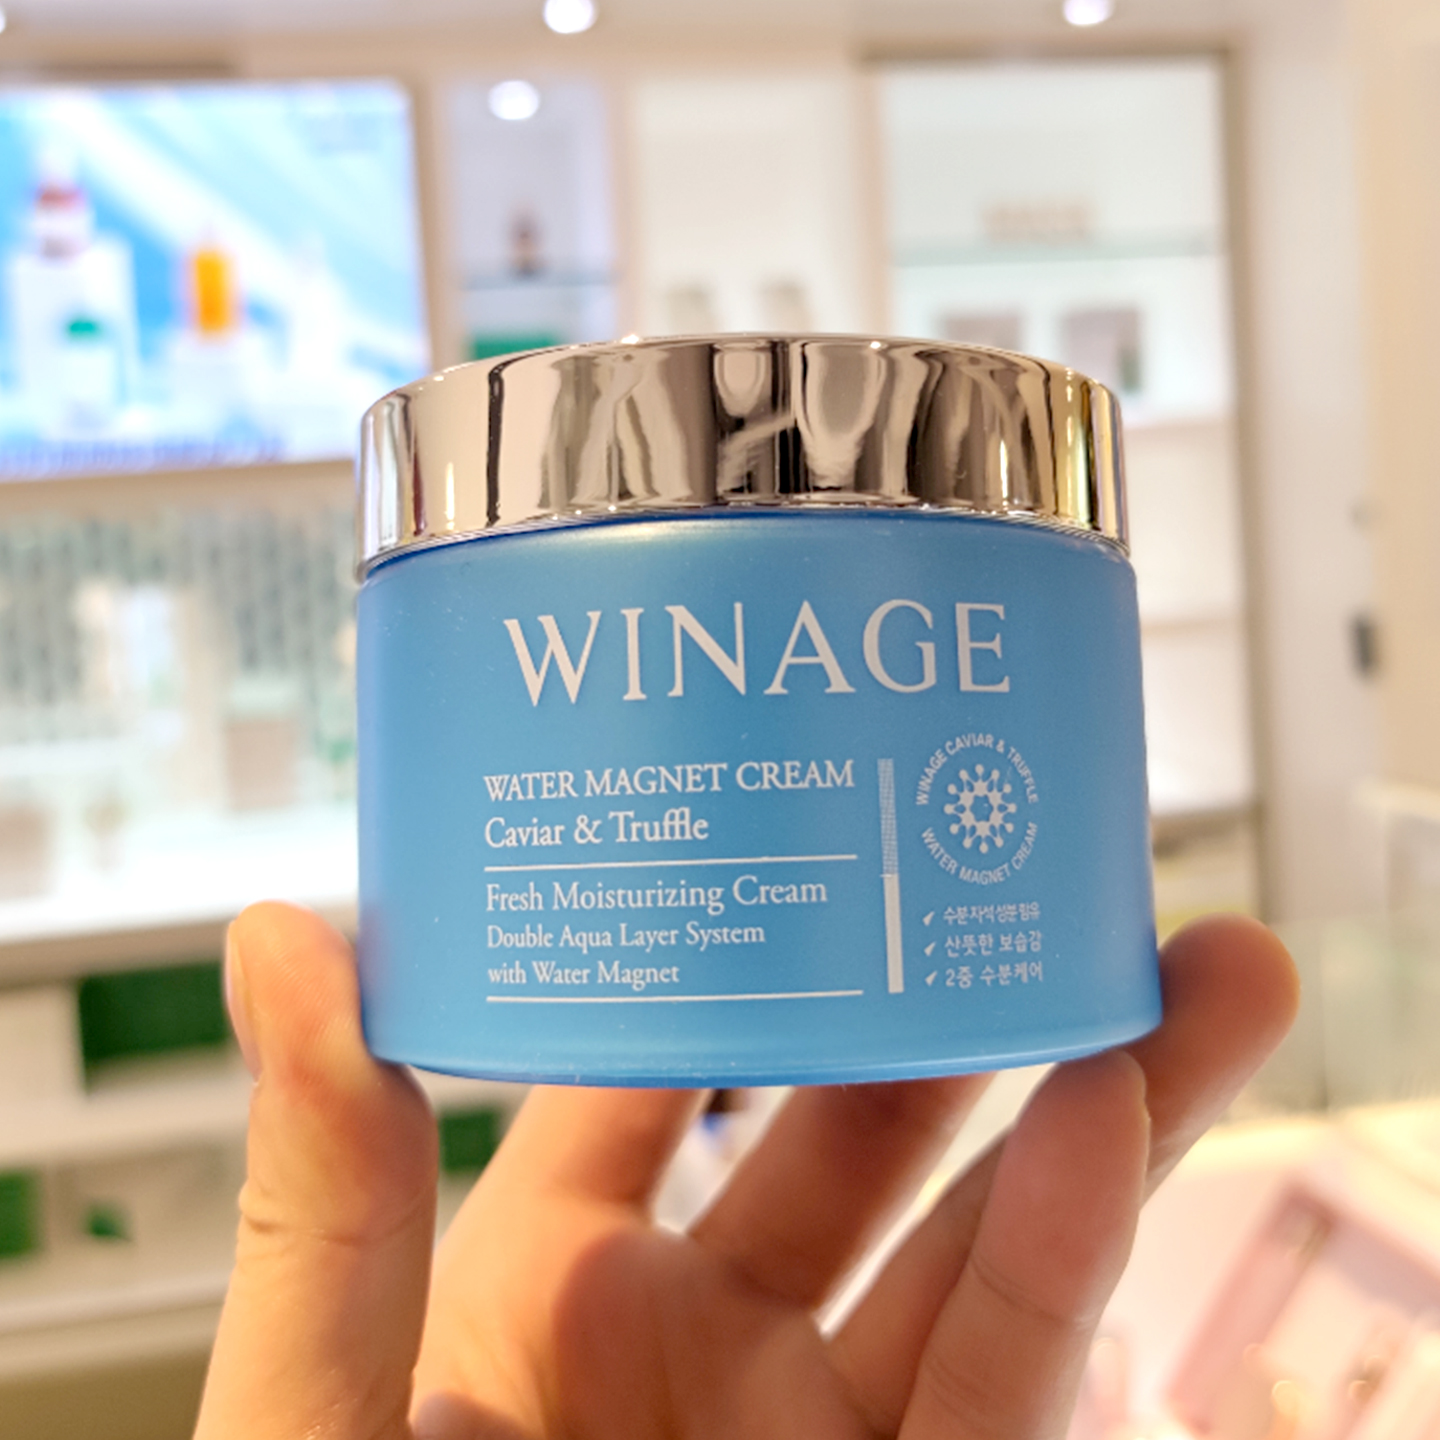 WINAGE
WATER MAGNET CREAM
Caviar & Truffle
Fresh Moisturizing Cream
Double Aqua Layer System
with Water Magnet
WINAGE CAVIAR & TRUFFLE
WATER MAGNET CREAM
수분자석성분함유
산뜻한 보습감
2중 수분케어